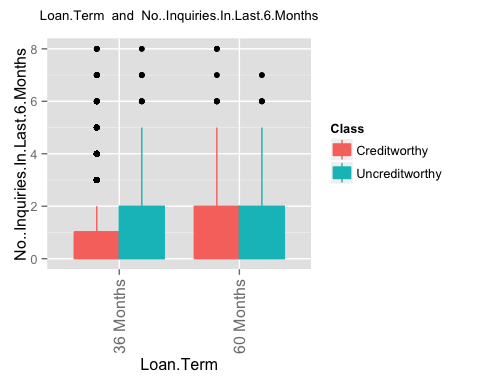 Loan.Term and No..Inquiries.In.Last.6.Months
No..Inquiries.In.Last.6.Months
8
6
4
2
0
36 Months
60 Months
Loan.Term
Class
Creditworthy
Uncreditworthy